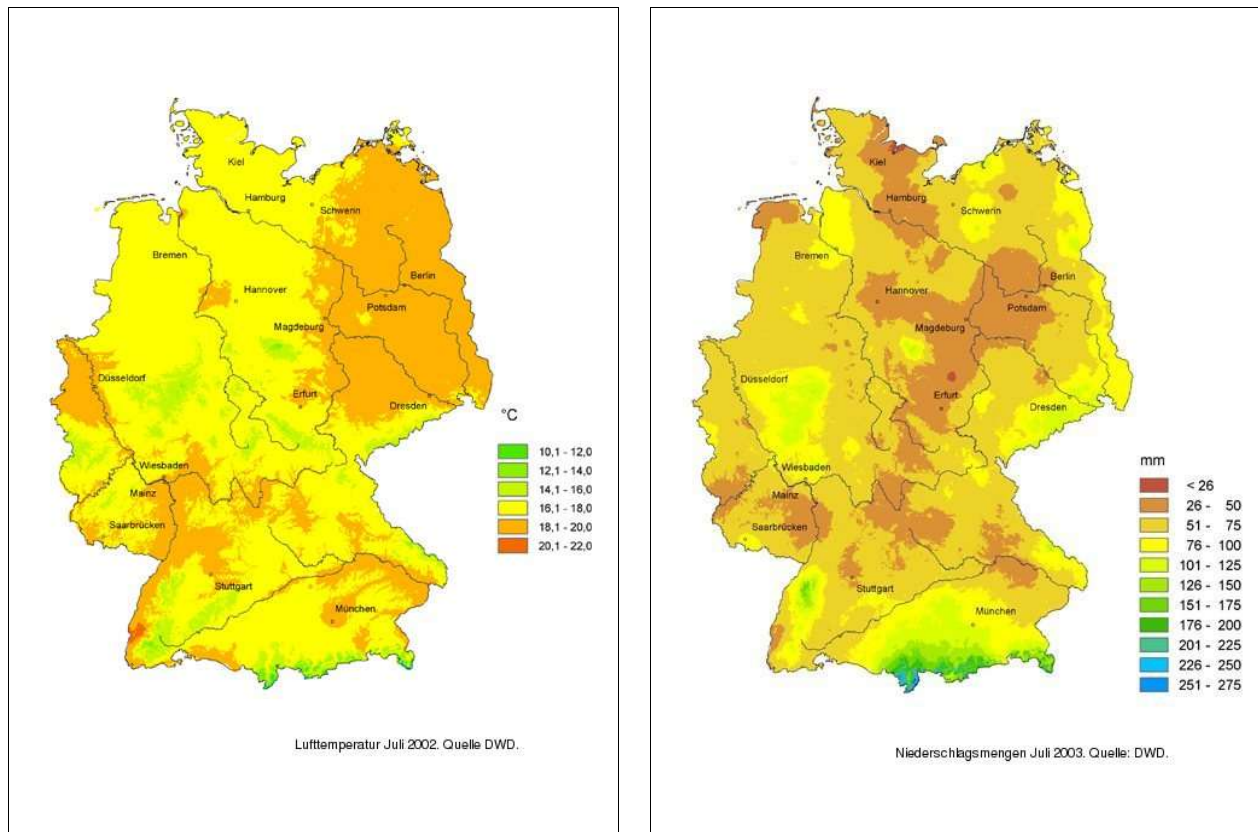 Kiel
Hamburg
Schwerin
Bremen
Berlin
Hannover
Potsdam
Magdeburg
Düsseldorf
Erfurt
Dresden
Wiesbaden
Mainz
Saarbrücken
Stuttgart
München
°C
10,1 - 12,0
12,1 - 14,0
14,1 - 16,0
16,1 - 18,0
18,1 - 20,0
20,1 - 22,0
Lufttemperatur Juli 2002. Quelle DWD.
Kiel
Hamburg
Schwerin
Bremen
Berlin
Hannover
Potsdam
Magdeburg
Düsseldorf
Erfurt
Dresden
Wiesbaden
Mainz
Saarbrücken
Stuttgart
München
mm
< 26
26 - 50
51 - 75
76 - 100
101 - 125
126 - 150
151 - 175
176 - 200
201 - 225
226 - 250
251 - 275
Niederschlagsmengen Juli 2003. Quelle: DWD.